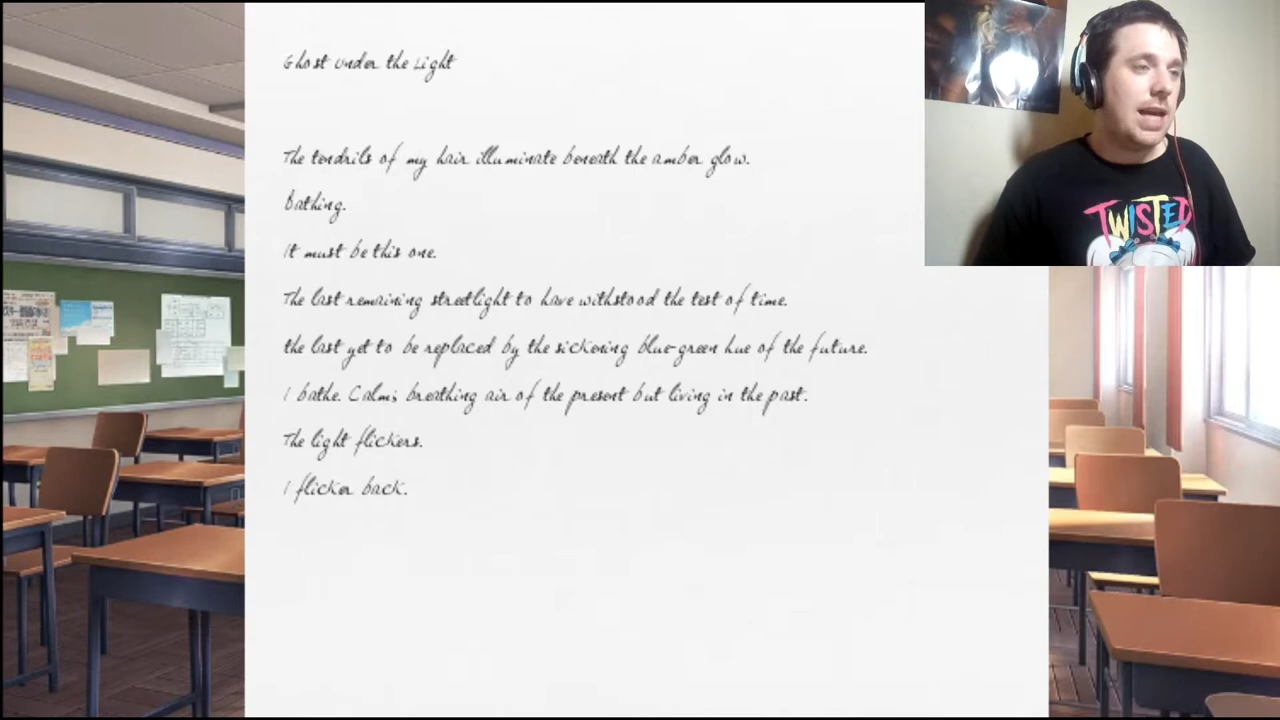 Ghost Under the Light
The tendrils of my hair illuminate beneath the amber glow.
Bathing.
It must be this one.
The last remaining streetlight to have withstood the test of time.
the last yet to be replaced by the sickening blue-green hue of the future.
I bathe. Calm; breathing air of the present but living in the past.
The light flickers.
I flicker back.
TWISTED